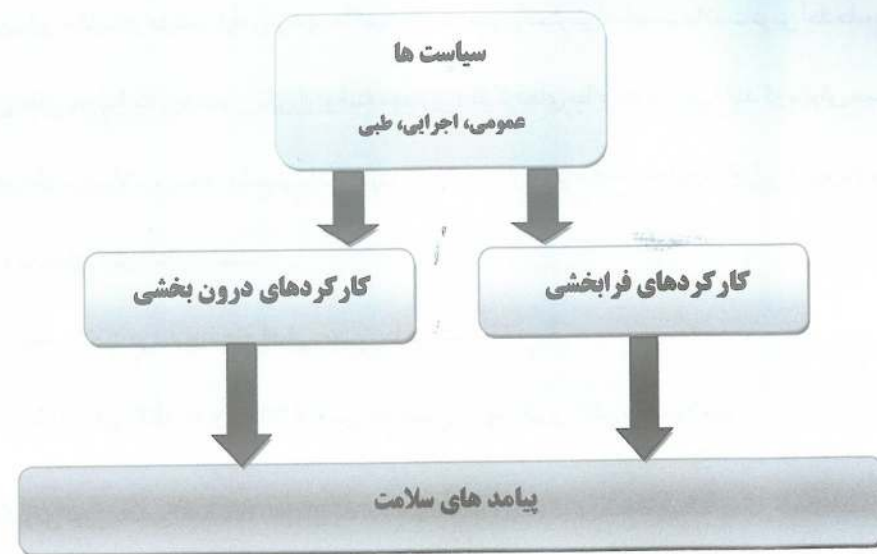 سیاست ها
عمومی، اجرایی، طبی
کارکردهای فرابخشی
کارکردهای درون بخشی
پیامد های سلامت